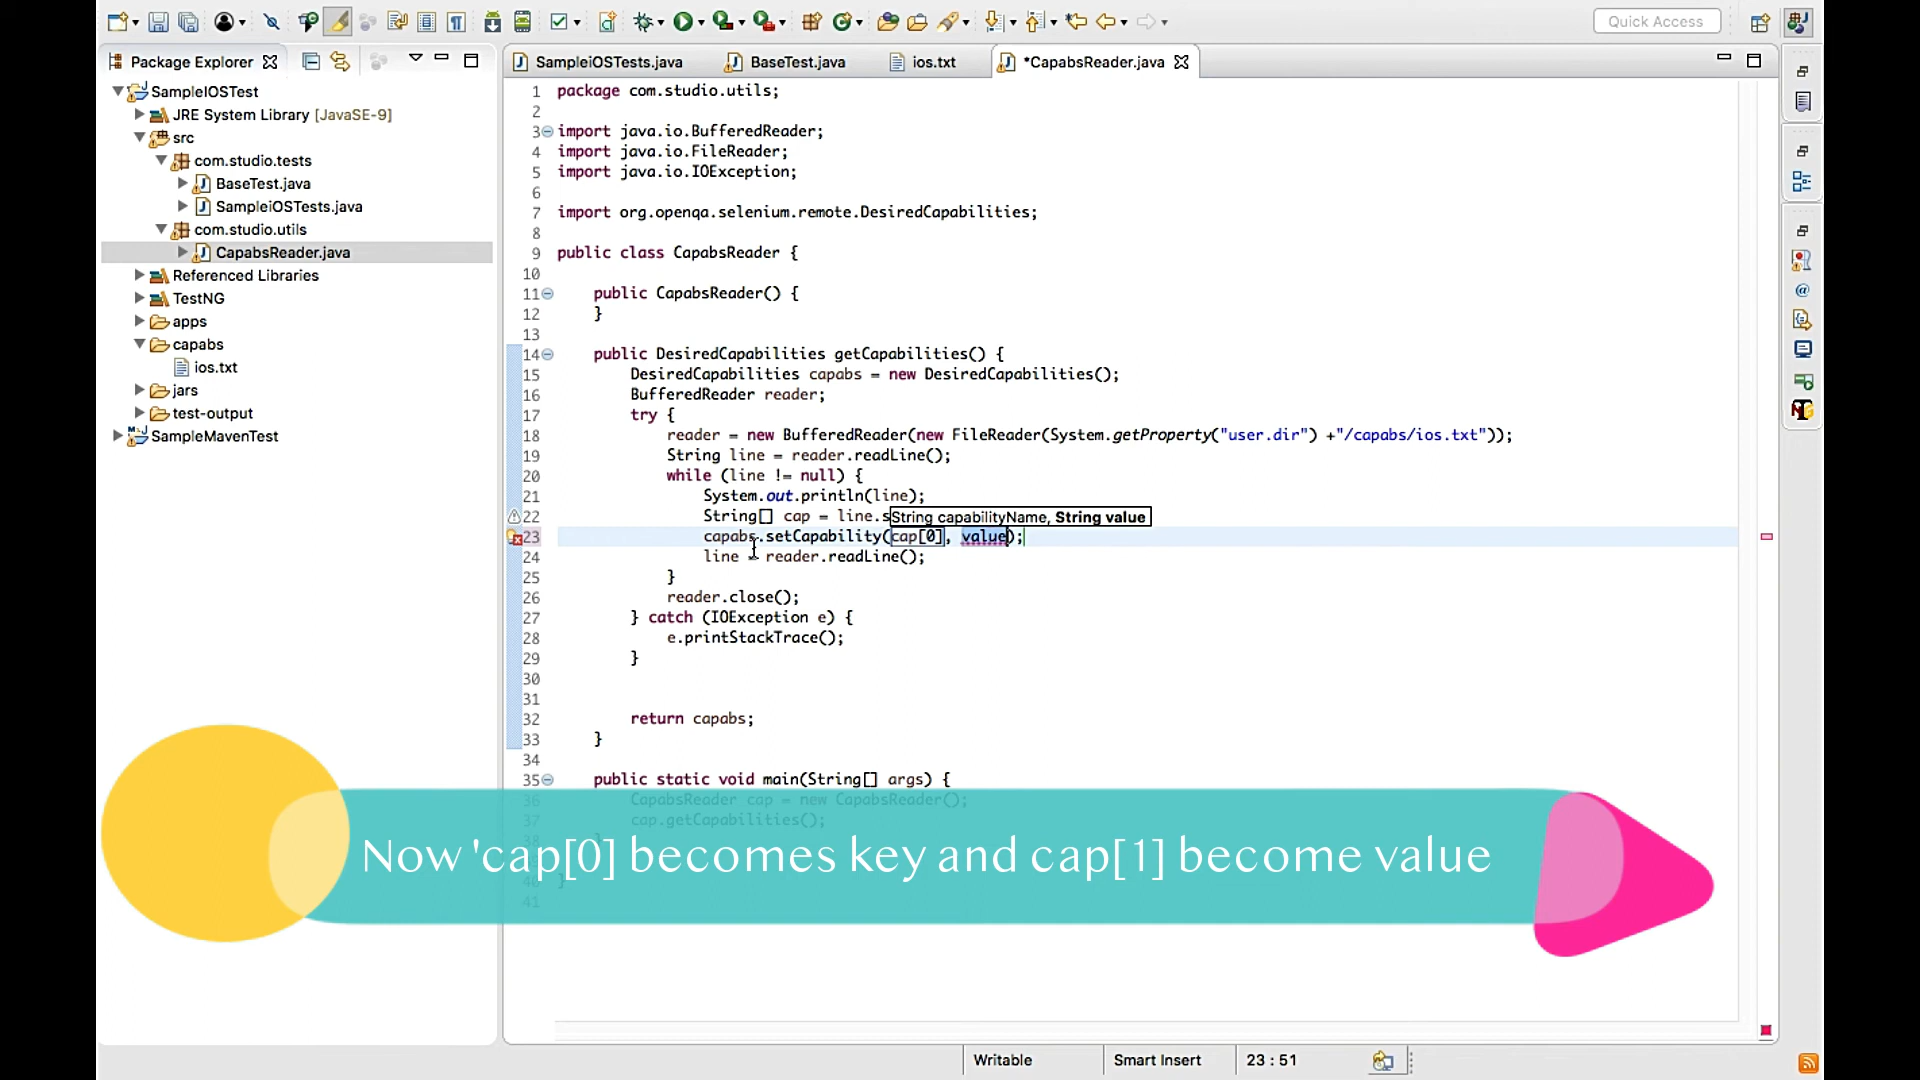 Quick Access
Package Explorer
SampleIOSTest
JRE System Library [JavaSE-9]
src
com.studio.tests
BaseTest.java
SampleiOSTests.java
com.studio.utils
CapabsReader.java
Referenced Libraries
TestNG
apps
capabs
ios.txt
jars
test-output
SampleMavenTest
SampleiOSTests.java BaseTest.java ios.txt *CapabsReader.java
1 package com.studio.utils;
2
3 import java.io.BufferedReader;
4 import java.io.FileReader;
5 import java.io.IOException;
6
7 import org.openqa.selenium.remote.DesiredCapabilities;
8
9 public class CapabsReader {
10
11 public CapabsReader() {
12 }
13
14 public DesiredCapabilities getCapabilities() {
15 DesiredCapabilities capabs = new DesiredCapabilities();
16 BufferedReader reader;
17 try {
18 reader = new BufferedReader(new FileReader(System.getProperty("user.dir") +"/capabs/ios.txt"));
19 String line = reader.readLine();
20 while (line != null) {
21 System.out.println(line);
22 String[] cap = line.s
String capabilityName, String value
23 capabs.setCapability(cap[0], value);
24 line = reader.readLine();
25 }
26 reader.close();
27 } catch (IOException e) {
28 e.printStackTrace();
29 }
30
31
32 return capabs;
33 }
34
35 public static void main(String[] args) {
36 CapabsReader cap = new CapabsReader();
37 cap.getCapabilities();
Now 'cap[0] becomes key and cap[1] become value
41
Writable Smart Insert 23 : 51